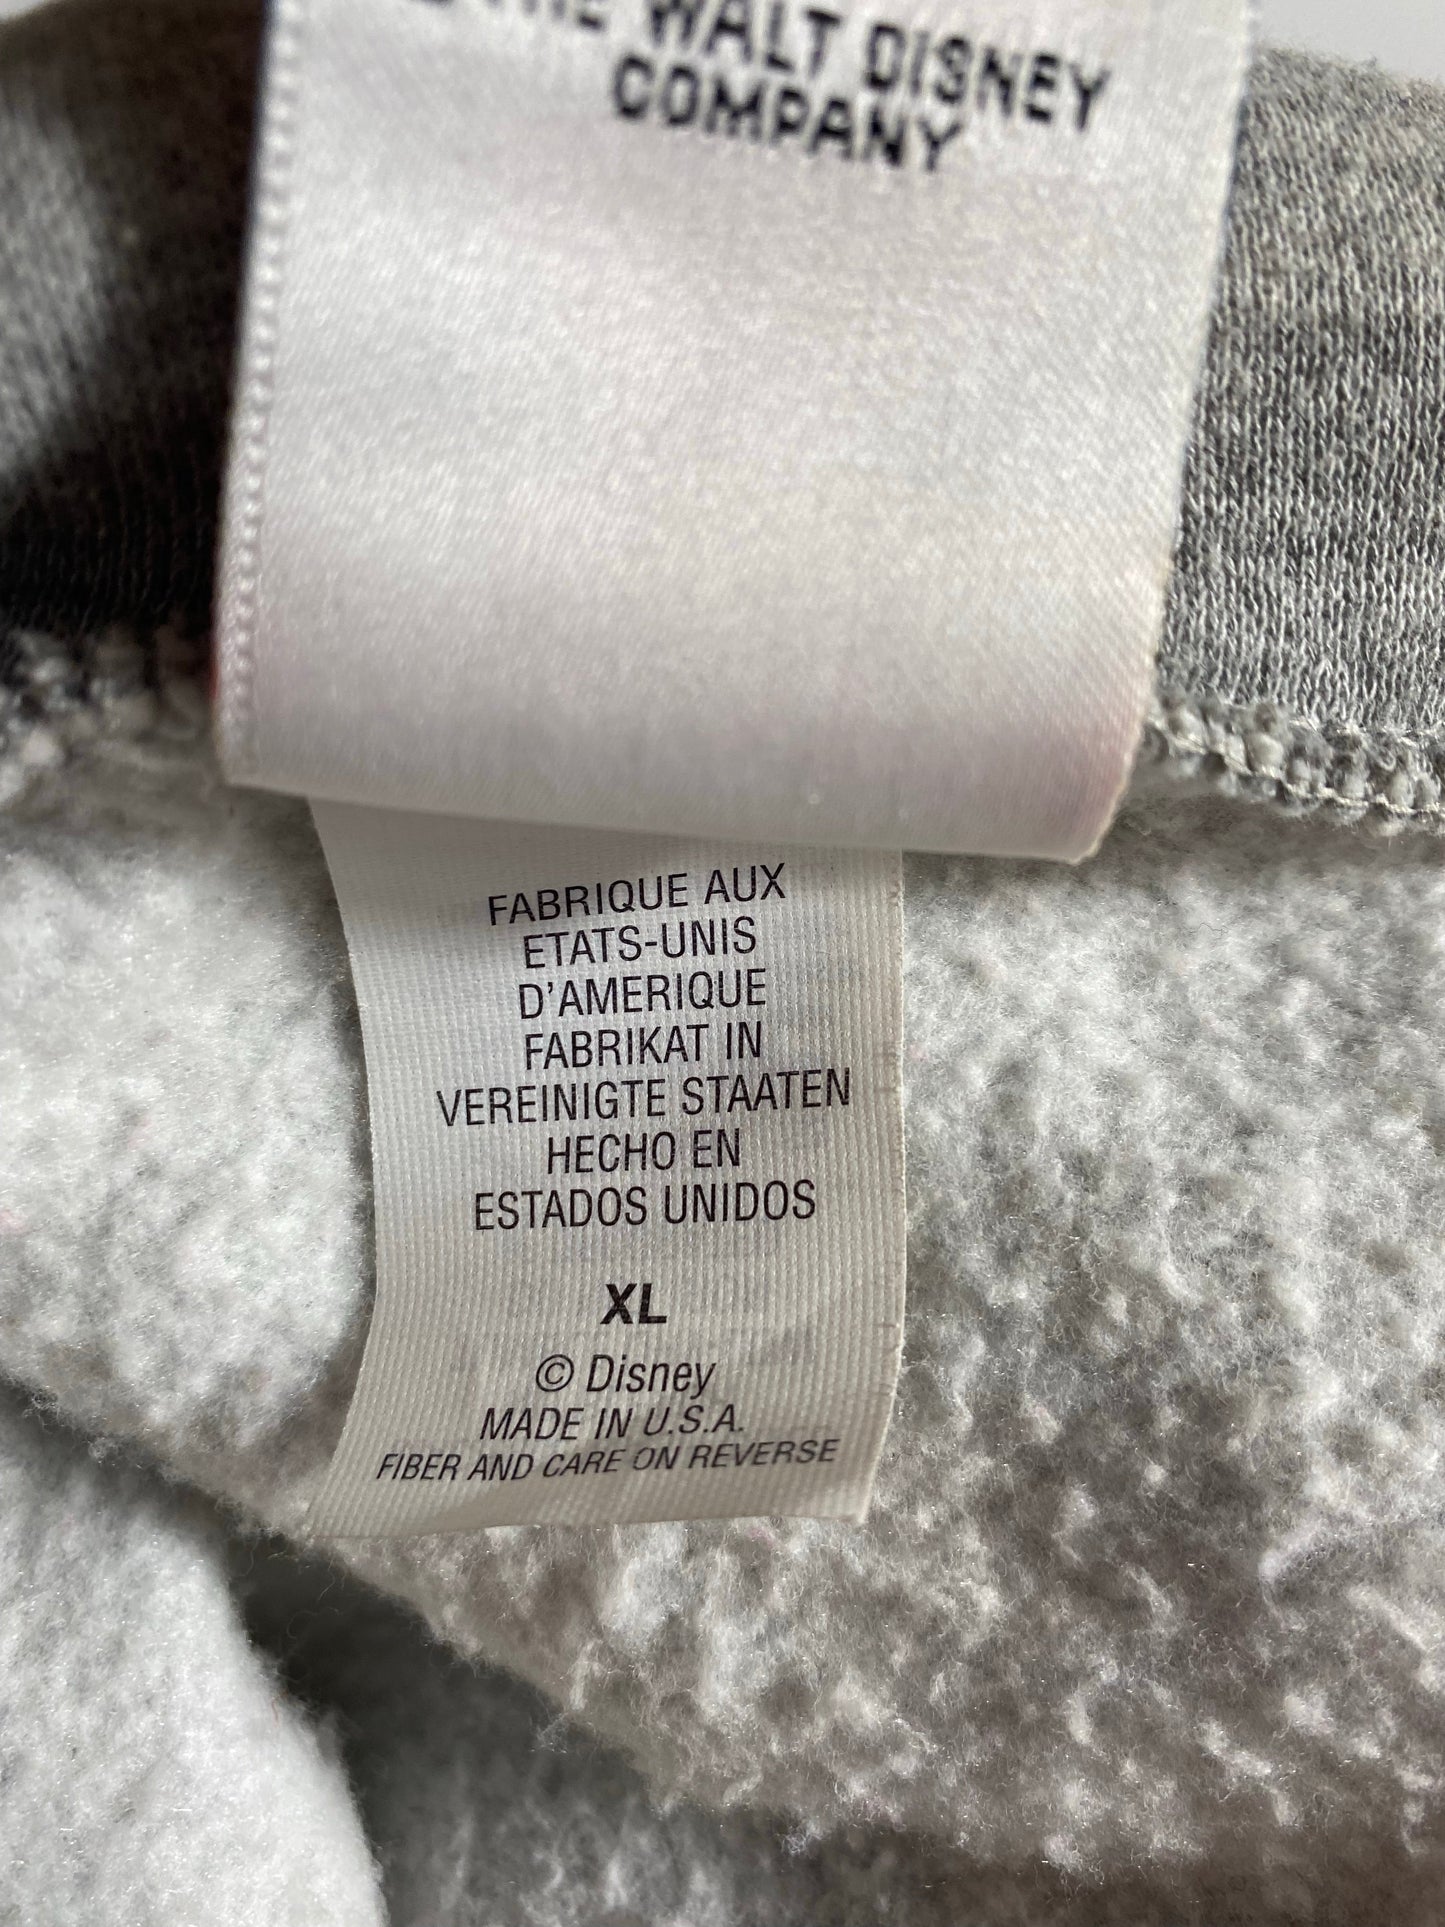 THE WALT DISNEY
COMPANY
FABRIQUE AUX
ETATS-UNIS
D'AMERIQUE
FABRIKAT IN
VEREINIGTE STAATEN
HECHO EN
ESTADOS UNIDOS
XL
© Disney
MADE IN U.S.A.
FIBER AND CARE ON REVERSE